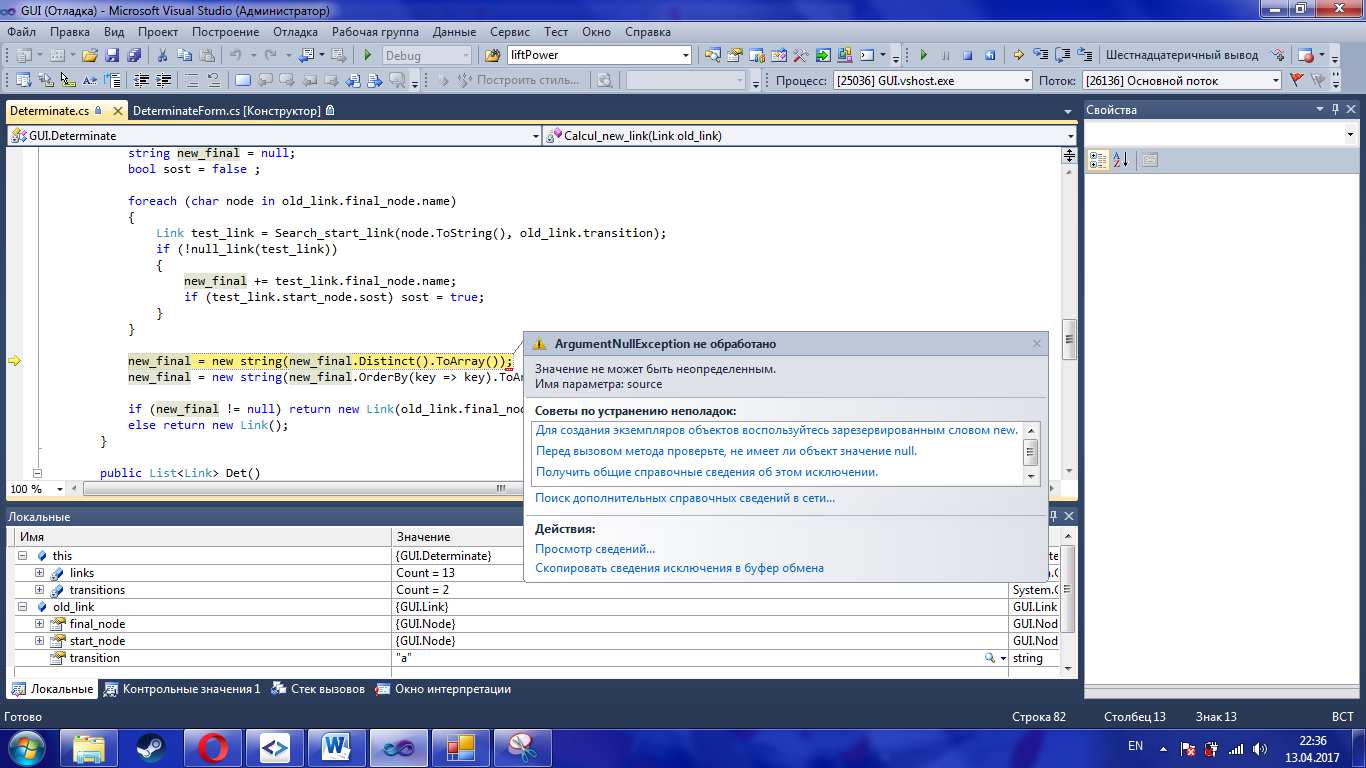 GUI (Отладка) - Microsoft Visual Studio (Администратор)
Файл Правка Вид Проект Построение Отладка Рабочая группа Данные Сервис Тест Окно Справка
Debug liftPower Шестнадцатеричный вывод
Построить стиль... Процесс: [25036] GUI.vshost.exe Поток: [26136] Основной поток
Determinate.cs DeterminateForm.cs [Конструктор]
Свойства
GUI.Determinate Calcul_new_link(Link old_link)
string new_final = null;
bool sost = false ;
foreach (char node in old_link.final_node.name)
{
Link test_link = Search_start_link(node.ToString(), old_link.transition);
if (!null_link(test_link))
{
new_final += test_link.final_node.name;
if (test_link.start_node.sost) sost = true;
}
}
new_final = new string(new_final.Distinct().ToArray());
new_final = new string(new_final.OrderBy(key => key).ToAr
if (new_final != null) return new Link(old_link.final_nod
else return new Link();
}
public List<Link> Det()
100 %
ArgumentNullException не обработано
Значение не может быть неопределенным.
Имя параметра: source
Советы по устранению неполадок:
Для создания экземпляров объектов воспользуйтесь зарезервированным словом new.
Перед вызовом метода проверьте, не имеет ли объект значение null.
Получить общие справочные сведения об этом исключении.
Поиск дополнительных справочных сведений в сети...
Действия:
Просмотр сведений...
Скопировать сведения исключения в буфер обмена
Локальные
Имя Значение
this {GUI.Determinate}
links Count = 13
transitions Count = 2 System.C
old_link {GUI.Link} GUI.Link
final_node {GUI.Node} GUI.Nod
start_node {GUI.Node} GUI.Nod
transition "a" string
Локальные Контрольные значения 1 Стек вызовов Окно интерпретации
Готово Строка 82 Столбец 13 Знак 13 ВСТ
EN 22:36
13.04.2017